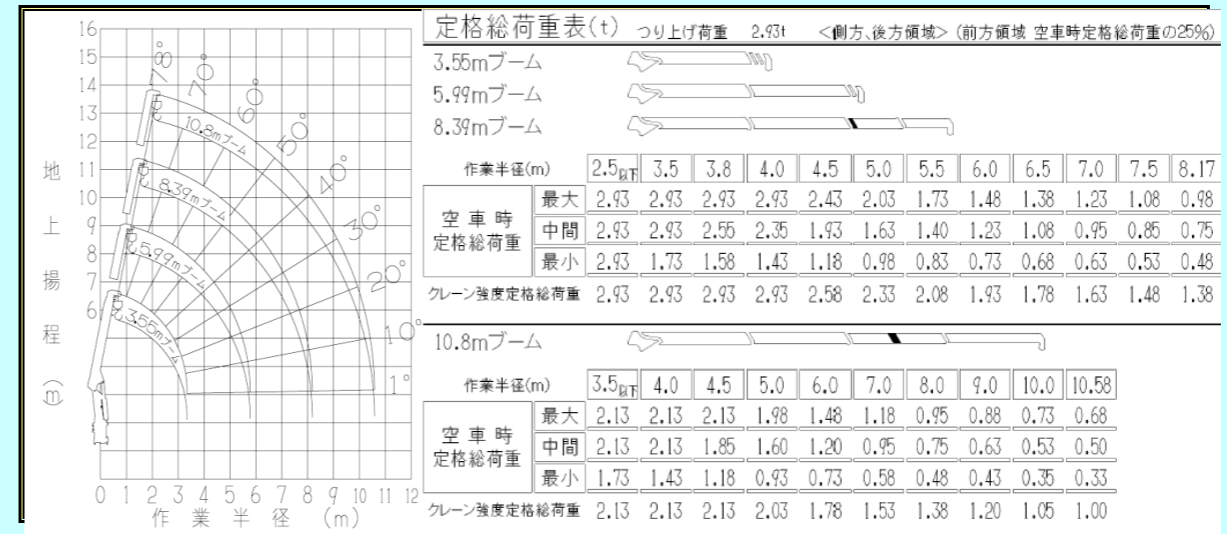 定格総荷重表(t) つり上げ荷重 2.93t <側方、後方領域> (前方領域 空車時定格総荷重の25%)
3.55mブーム
5.99mブーム
8.39mブーム
作業半径(m) 2.5以下 3.5 3.8 4.0 4.5 5.0 5.5 6.0 6.5 7.0 7.5 8.17
空車時定格総荷重
最大 2.93 2.93 2.93 2.93 2.43 2.03 1.73 1.48 1.38 1.23 1.08 0.98
中間 2.93 2.93 2.55 2.35 1.93 1.63 1.40 1.23 1.08 0.95 0.85 0.75
最小 2.93 1.73 1.58 1.43 1.18 0.98 0.83 0.73 0.68 0.63 0.53 0.48
クレーン強度定格総荷重 2.93 2.93 2.93 2.93 2.58 2.33 2.08 1.93 1.78 1.63 1.48 1.38
10.8mブーム
作業半径(m) 3.5以下 4.0 4.5 5.0 6.0 7.0 8.0 9.0 10.0 10.58
空車時定格総荷重
最大 2.13 2.13 2.13 1.98 1.48 1.18 0.95 0.88 0.73 0.68
中間 2.13 2.13 1.85 1.60 1.20 0.95 0.75 0.63 0.53 0.50
最小 1.73 1.43 1.18 0.93 0.73 0.58 0.48 0.43 0.35 0.33
クレーン強度定格総荷重 2.13 2.13 2.13 2.03 1.78 1.53 1.38 1.20 1.05 1.00
地上揚程(m)
16
15
14
13
12
11
10
9
8
7
6
78°
70°
60°
50°
40°
30°
20°
10°
1°
10.8mブーム
8.39mブーム
5.99mブーム
3.55mブーム
0 1 2 3 4 5 6 7 8 9 10 11 12
作業半径(m)